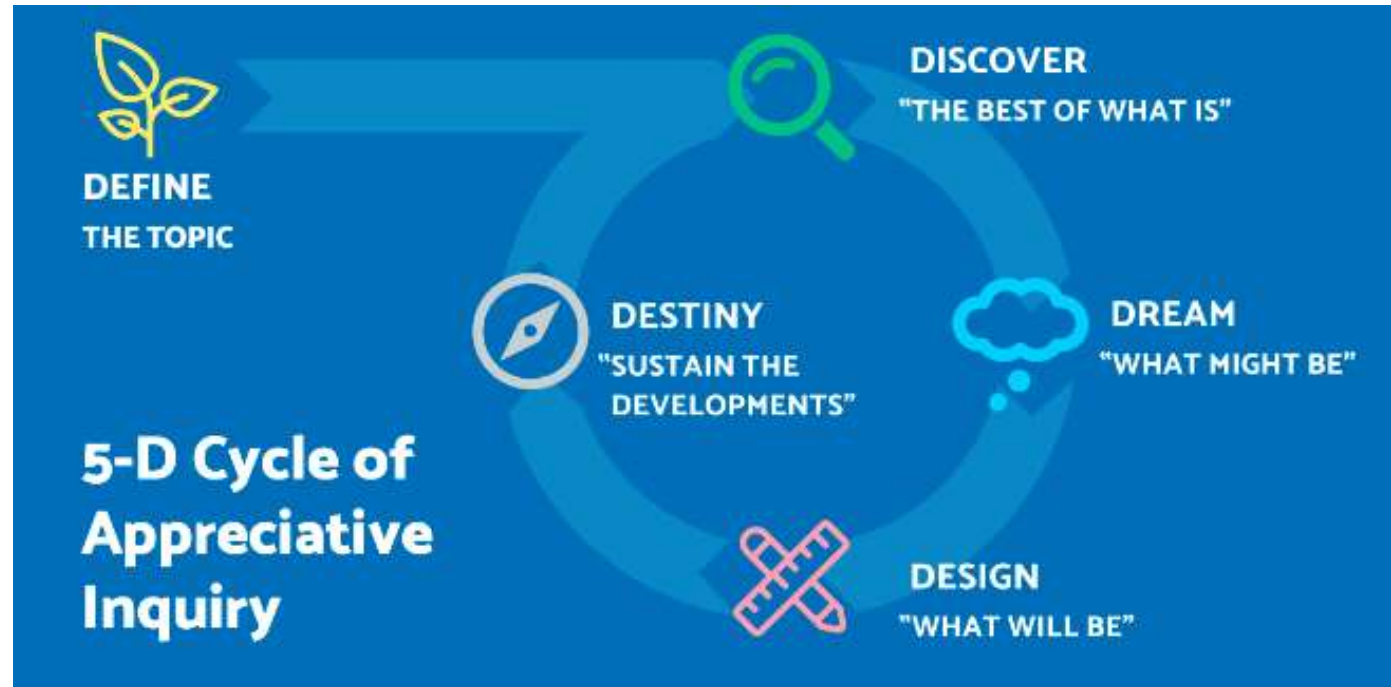 DEFINE
THE TOPIC
DISCOVER
"THE BEST OF WHAT IS"
DREAM
"WHAT MIGHT BE"
DESIGN
"WHAT WILL BE"
DESTINY
"SUSTAIN THE
DEVELOPMENTS"
5-D Cycle of
Appreciative
Inquiry